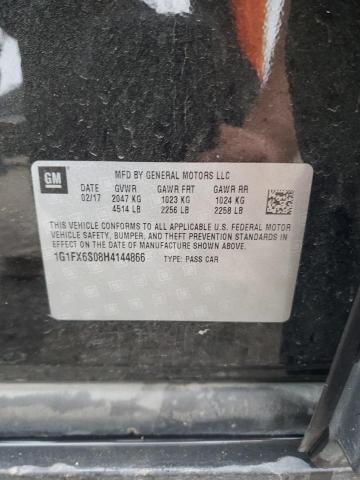 GM
MFD BY GENERAL MOTORS LLC
DATE GVWR GAWR FRT GAWR RR
02/17 2047 KG 1023 KG 1024 KG
4514 LB 2256 LB 2258 LB
THIS VEHICLE CONFORMS TO ALL APPLICABLE U.S. FEDERAL MOTOR
VEHICLE SAFETY, BUMPER, AND THEFT PREVENTION STANDARDS IN
EFFECT ON THE DATE OF MANUFACTURE SHOWN ABOVE.
1G1FX6S08H4144866 TYPE: PASS CAR